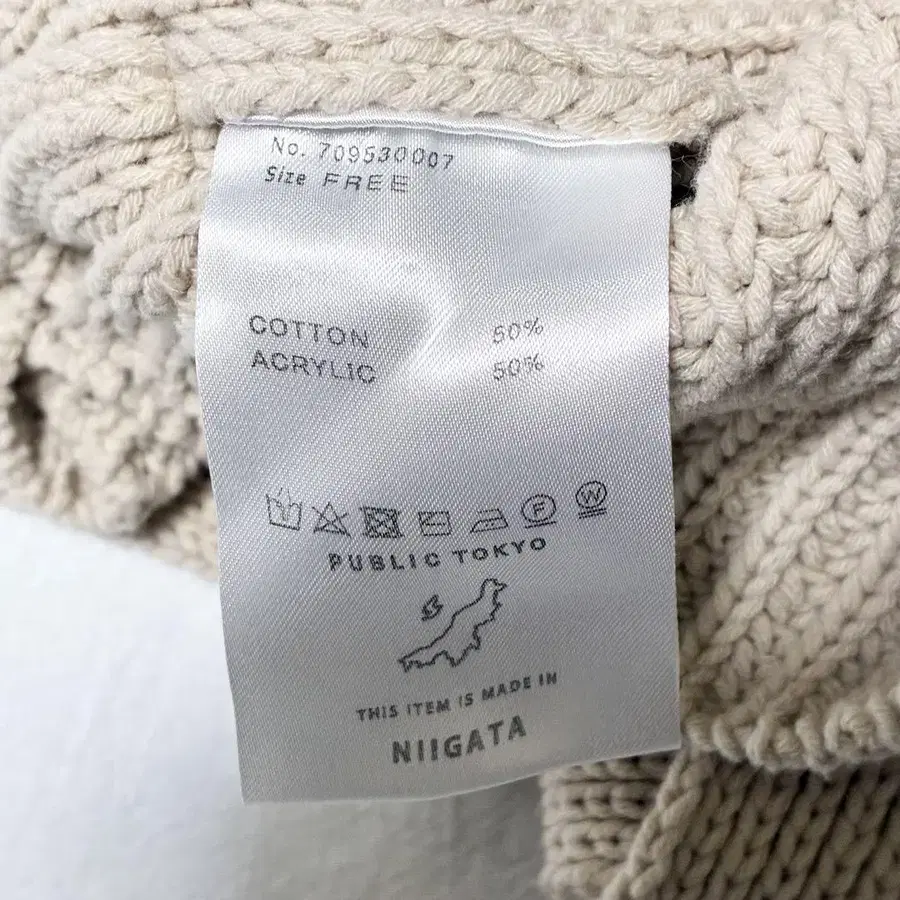 No. 709530007
Size FREE
COTTON 50%
ACRYLIC 50%
F W
PUBLIC TOKYO
THIS ITEM IS MADE IN
NIIGATA